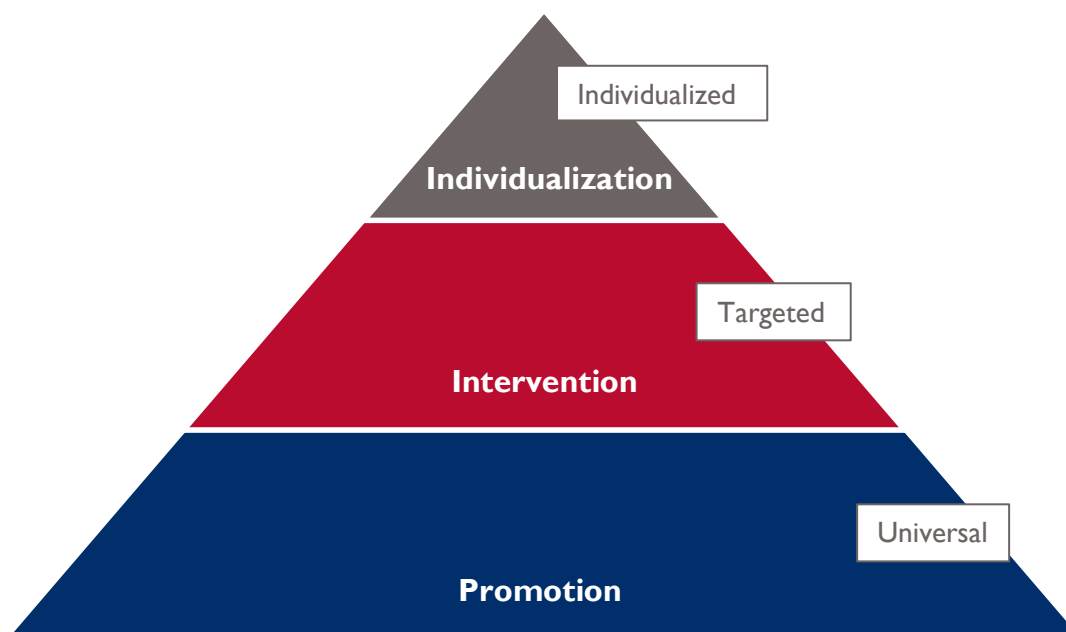 Individualized
Individualization
Targeted
Intervention
Universal
Promotion